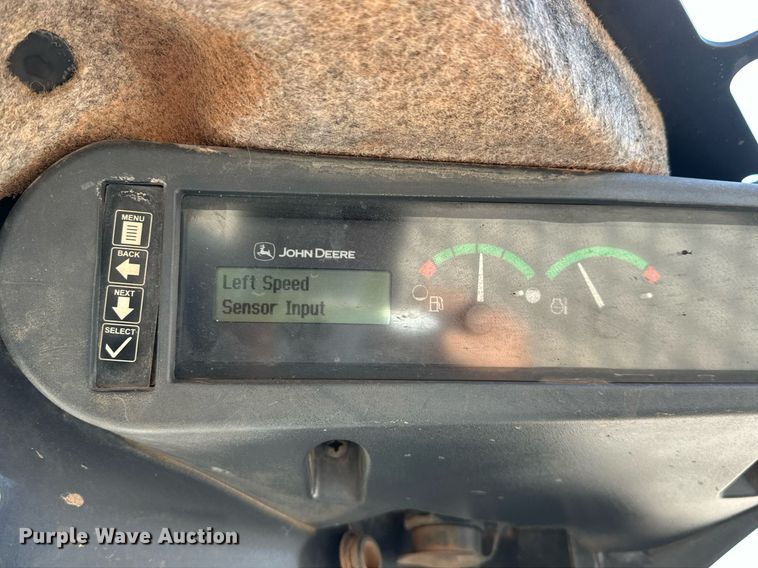 MENU
BACK
NEXT
SELECT
JOHN DEERE
Left Speed
Sensor Input
Purple Wave Auction